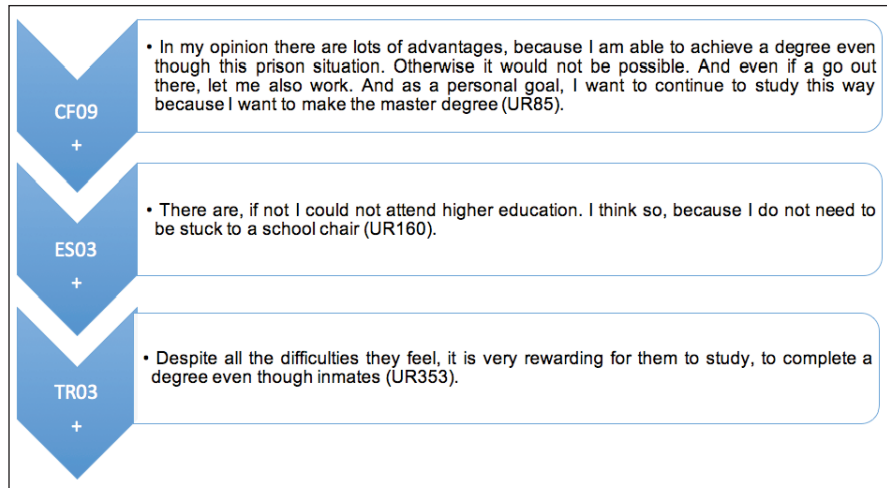 CF09
+
• In my opinion there are lots of advantages, because I am able to achieve a degree even
though this prison situation. Otherwise it would not be possible. And even if a go out
there, let me also work. And as a personal goal, I want to continue to study this way
because I want to make the master degree (UR85).
ES03
+
• There are, if not I could not attend higher education. I think so, because I do not need to
be stuck to a school chair (UR160).
TR03
+
• Despite all the difficulties they feel, it is very rewarding for them to study, to complete a
degree even though inmates (UR353).